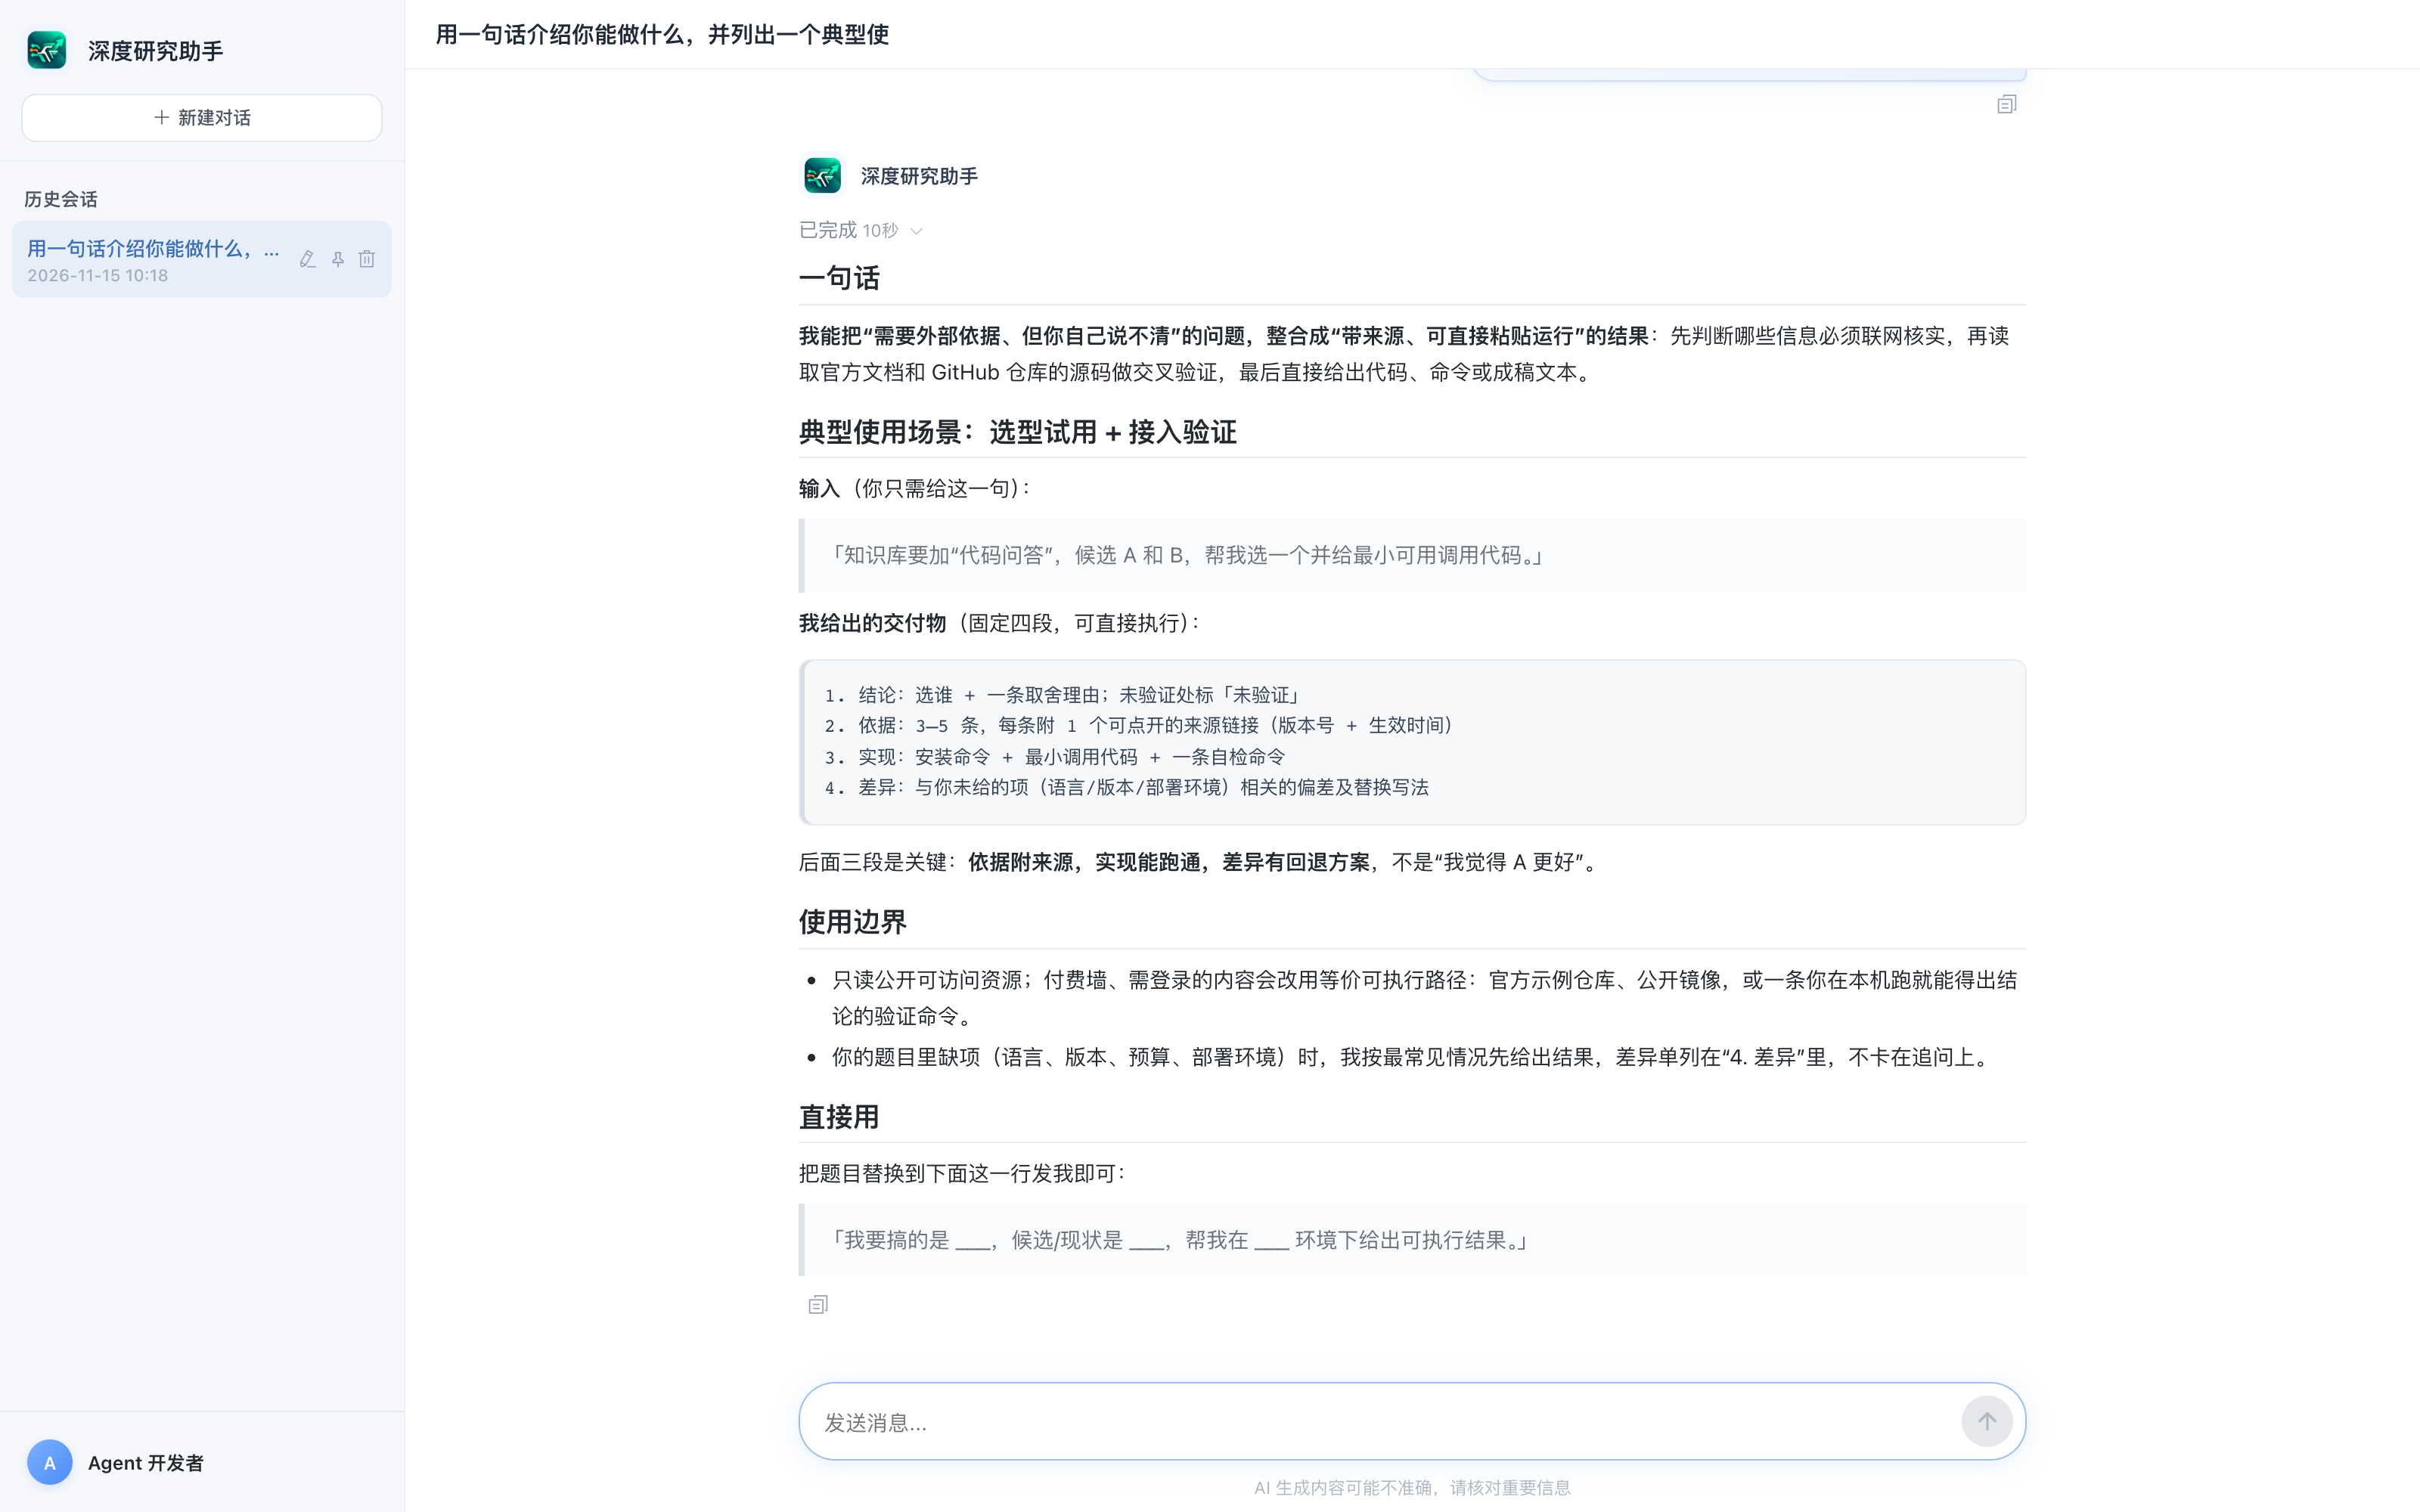 深度研究助手
新建对话
历史会话
用一句话介绍你能做什么，...
2026-11-15 10:18
A
Agent 开发者
用一句话介绍你能做什么，并列出一个典型使
深度研究助手
已完成 10秒
一句话
我能把“需要外部依据、但你自己说不清”的问题，整合成“带来源、可直接粘贴运行”的结果：先判断哪些信息必须联网核实，再读
取官方文档和 GitHub 仓库的源码做交叉验证，最后直接给出代码、命令或成稿文本。
典型使用场景：选型试用 + 接入验证
输入（你只需给这一句）：
「知识库要加“代码问答”，候选 A 和 B，帮我选一个并给最小可用调用代码。」
我给出的交付物（固定四段，可直接执行）：
1. 结论：选谁 + 一条取舍理由；未验证处标「未验证」
2. 依据：3—5 条，每条附 1 个可点开的来源链接（版本号 + 生效时间）
3. 实现：安装命令 + 最小调用代码 + 一条自检命令
4. 差异：与你未给的项（语言/版本/部署环境）相关的偏差及替换写法
后面三段是关键：依据附来源，实现能跑通，差异有回退方案，不是“我觉得 A 更好”。
使用边界
只读公开可访问资源；付费墙、需登录的内容会改用等价可执行路径：官方示例仓库、公开镜像，或一条你在本机跑就能得出结
论的验证命令。
你的题目里缺项（语言、版本、预算、部署环境）时，我按最常见情况先给出结果，差异单列在“4. 差异”里，不卡在追问上。
直接用
把题目替换到下面这一行发我即可：
「我要搞的是 ___，候选/现状是 ___，帮我在 ___ 环境下给出可执行结果。」
发送消息...
AI 生成内容可能不准确，请核对重要信息